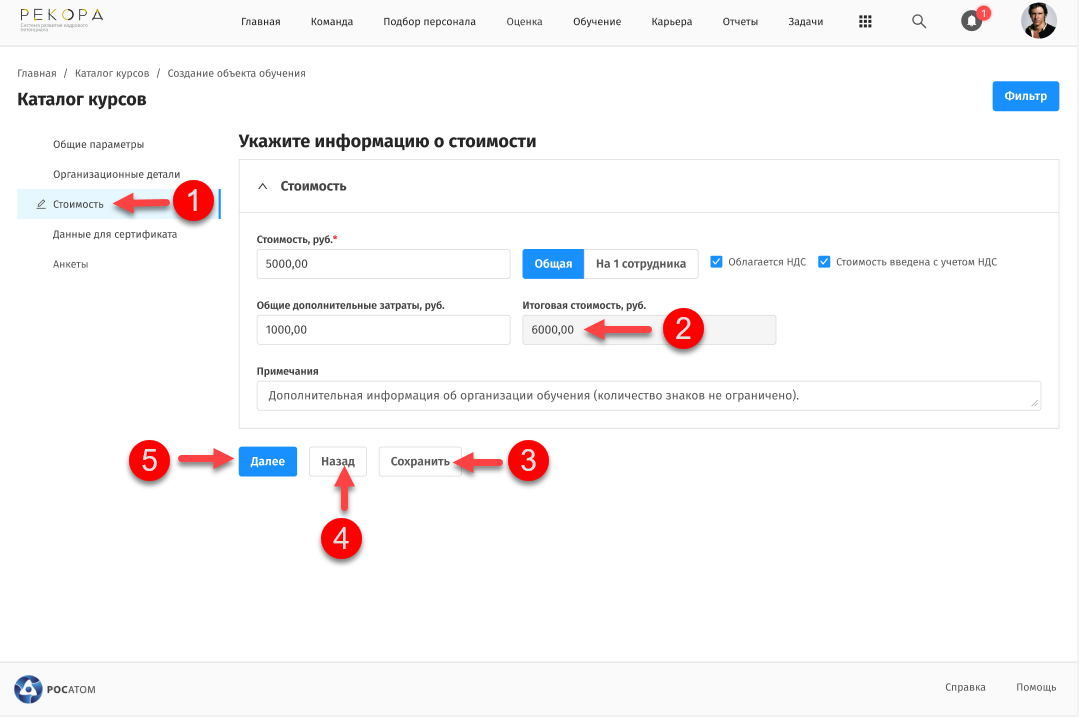 РЕКОРА
Система развития кадрового потенциала
Главная Команда Подбор персонала Оценка Обучение Карьера Отчеты Задачи 1
Главная / Каталог курсов / Создание объекта обучения
Каталог курсов
Фильтр
Общие параметры
Организационные детали
Стоимость 1
Данные для сертификата
Анкеты
Укажите информацию о стоимости
Стоимость
Стоимость, руб.*
5000,00 Общая На 1 сотрудника Облагается НДС Стоимость введена с учетом НДС
Общие дополнительные затраты, руб. Итоговая стоимость, руб.
1000,00 6000,00 2
Примечания
Дополнительная информация об организации обучения (количество знаков не ограничено).
5 Далее Назад Сохранить 3
4
РОСАТОМ
Справка Помощь